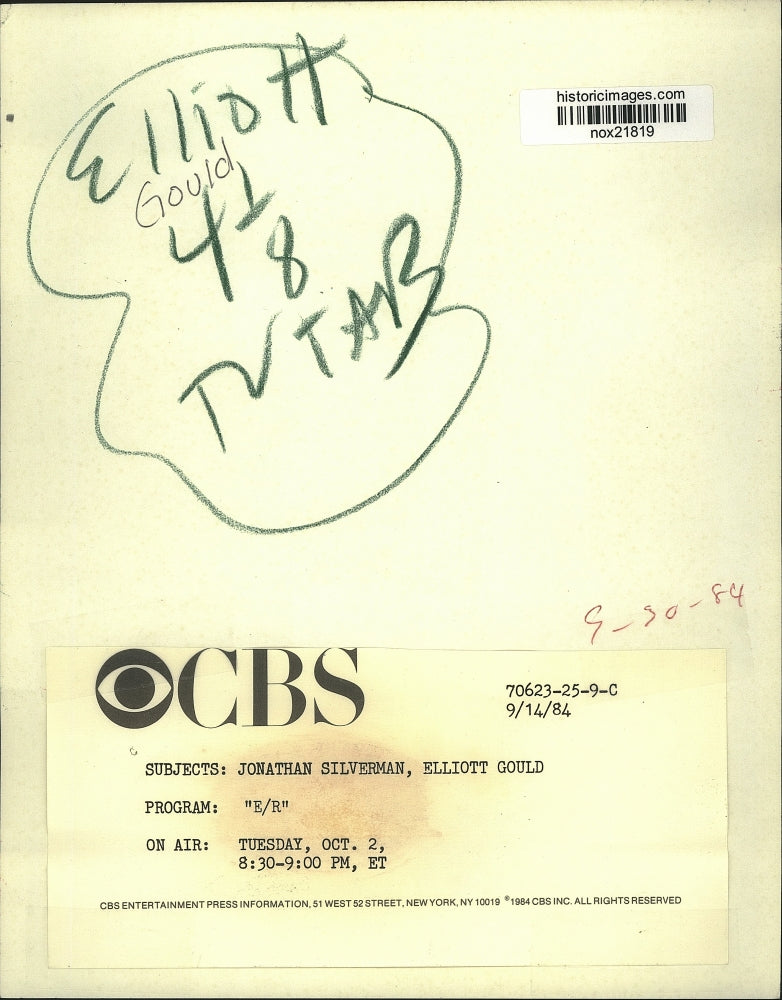 Elliott
Gould
4 1/8
TV TAB
historicimages.com
nox21819
9-30-84
CBS
70623-25-9-C
9/14/84
SUBJECTS: JONATHAN SILVERMAN, ELLIOTT GOULD
PROGRAM: "E/R"
ON AIR: TUESDAY, OCT. 2,
8:30-9:00 PM, ET
CBS ENTERTAINMENT PRESS INFORMATION, 51 WEST 52 STREET, NEW YORK, NY 10019 ©1984 CBS INC. ALL RIGHTS RESERVED